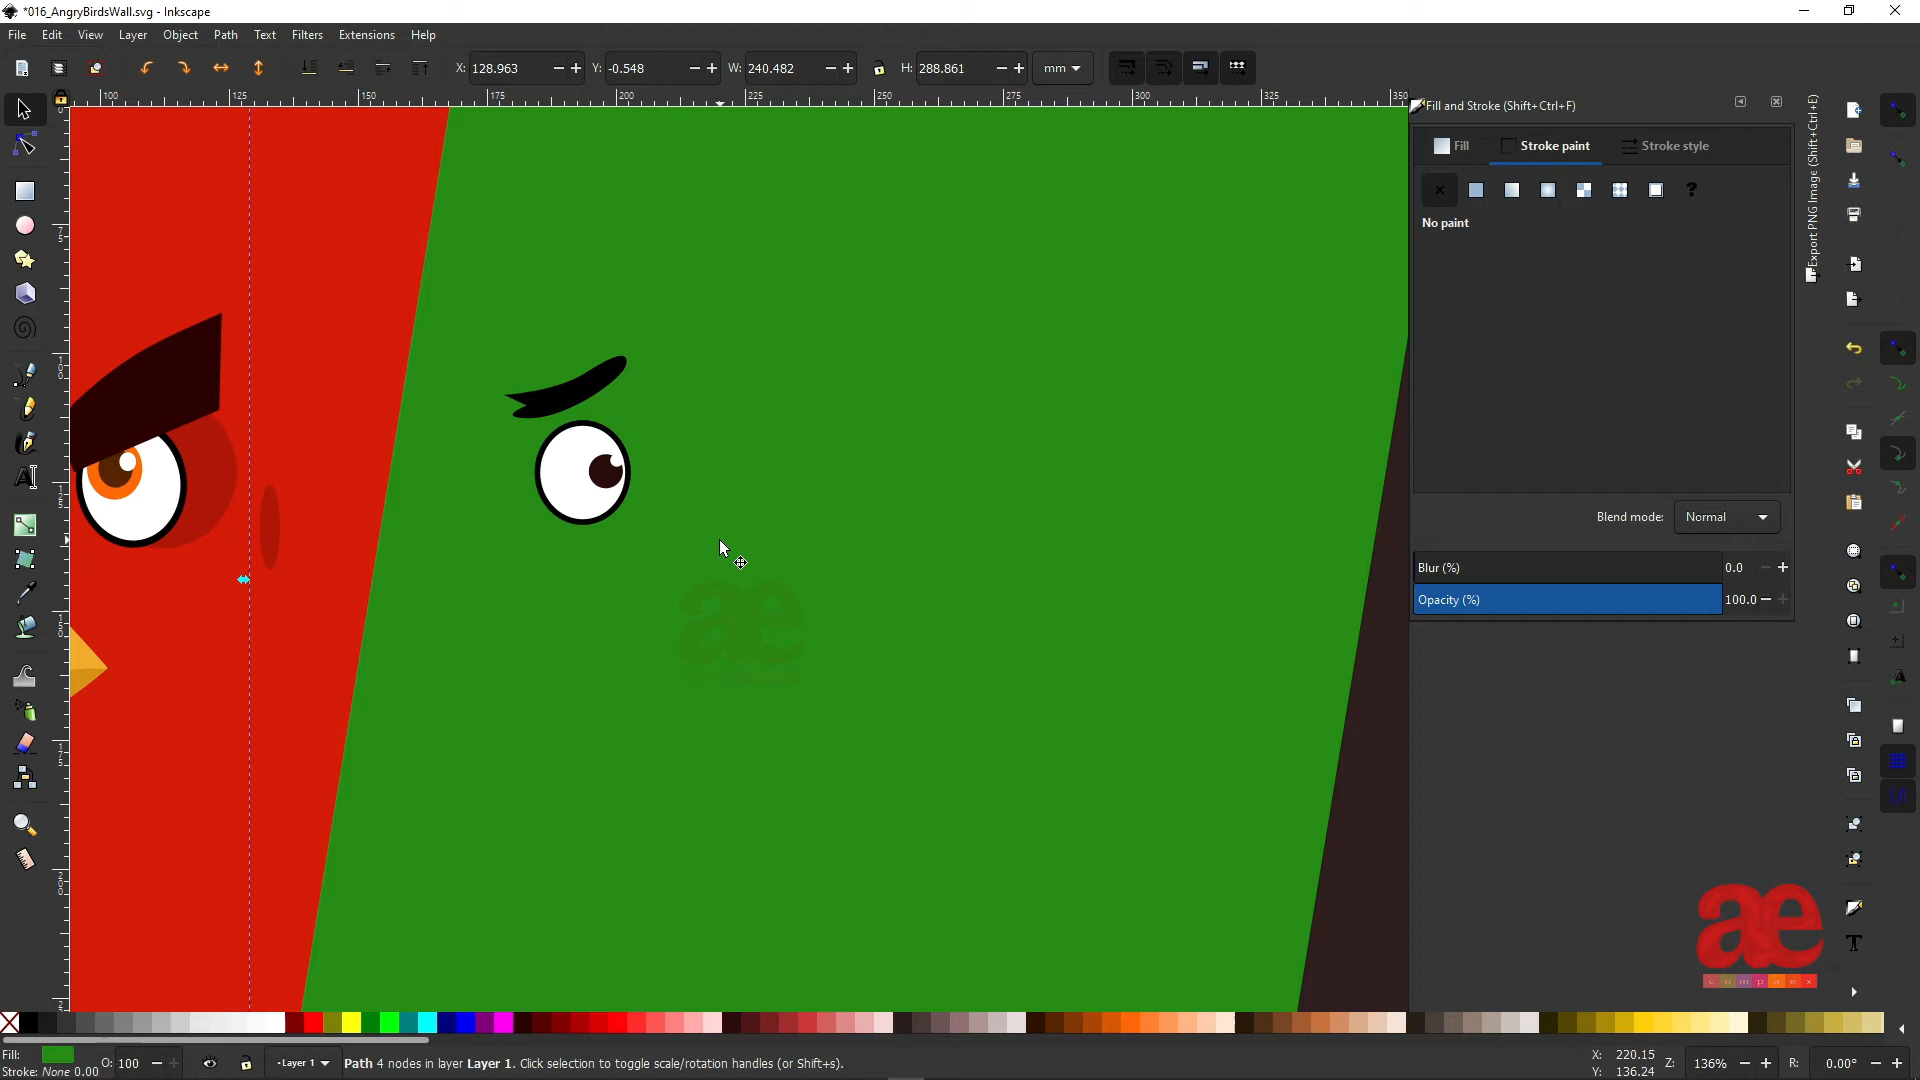 *016_AngryBirdsWall.svg - Inkscape
File Edit View Layer Object Path Text Filters Extensions Help
X: 128.963 Y: -0.548 W: 240.482 H: 288.861 mm
100 125 150 175 200 225 250 275 300 325 350
Fill and Stroke (Shift+Ctrl+F)
Export PNG Image (Shift+Ctrl+E)
Fill Stroke paint Stroke style
No paint
Blend mode: Normal
Blur (%) 0.0
Opacity (%) 100.0
ae
ae
compaex
Fill:
Stroke: None 0.00
O: 100
-Layer 1
Path 4 nodes in layer Layer 1. Click selection to toggle scale/rotation handles (or Shift+s).
X: 220.15
Y: 136.24
Z: 136%
R: 0.00°